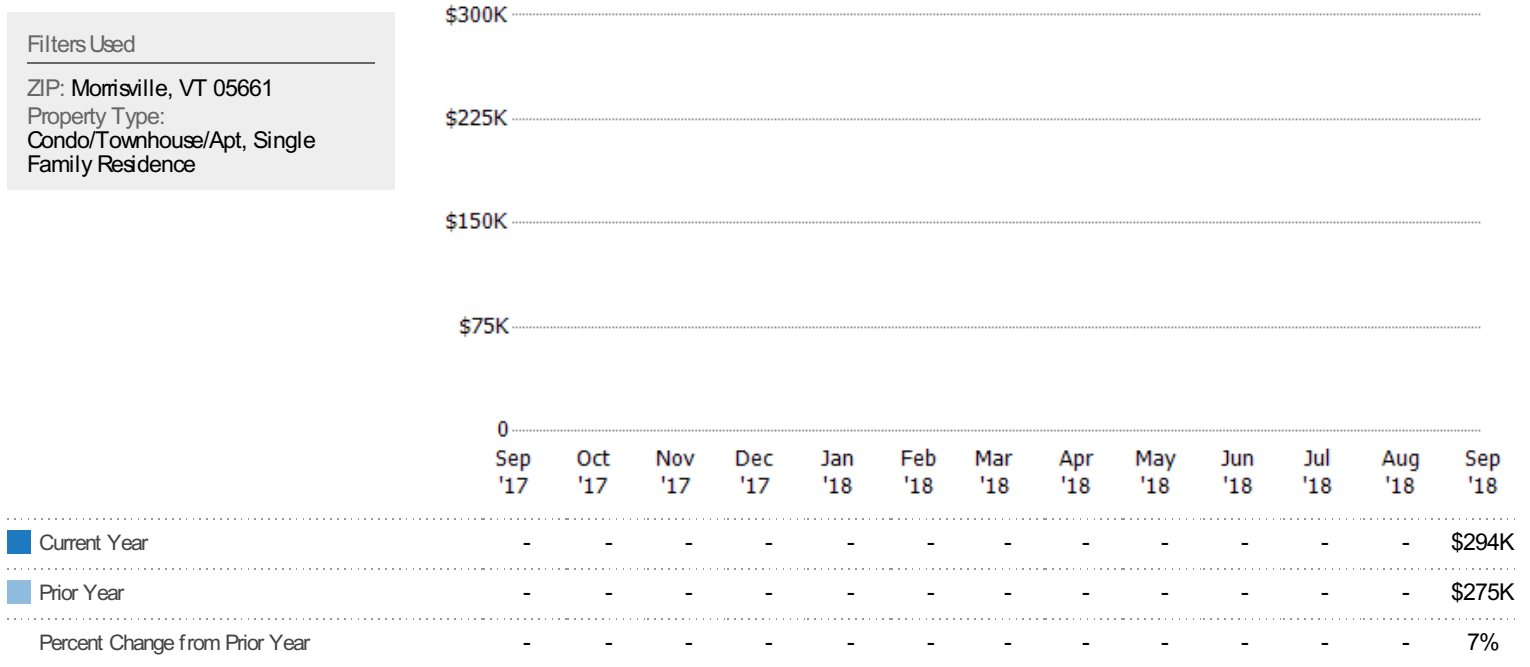 Filters Used
ZIP: Morrisville, VT 05661
Property Type:
Condo/Townhouse/Apt, Single
Family Residence
$300K
$225K
$150K
$75K
0
Sep Oct Nov Dec Jan Feb Mar Apr May Jun Jul Aug Sep
'17 '17 '17 '17 '18 '18 '18 '18 '18 '18 '18 '18 '18
Current Year - - - - - - - - - - - - $294K
Prior Year - - - - - - - - - - - - $275K
Percent Change from Prior Year - - - - - - - - - - - - 7%